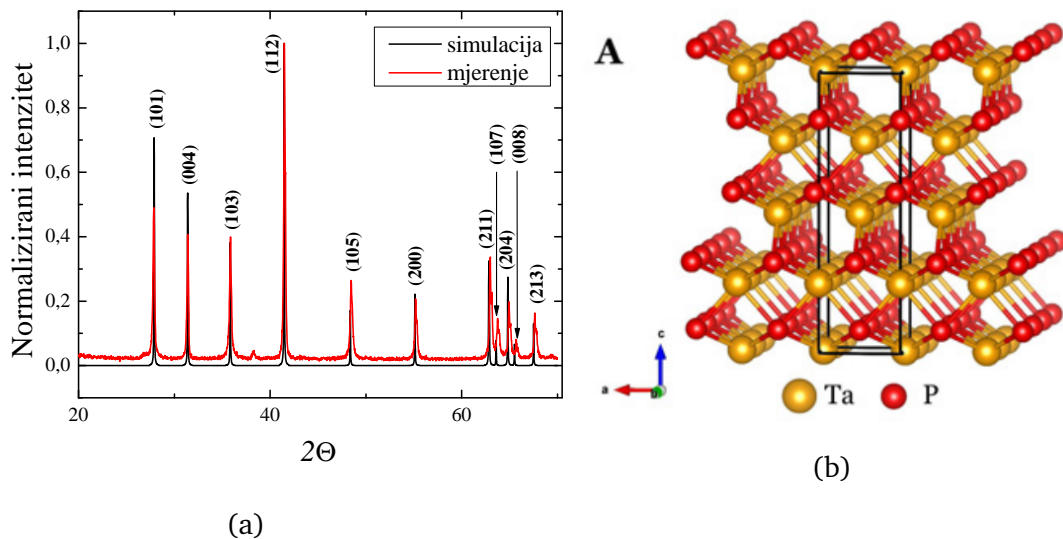 Normalizirani intenzitet
1,0
0,8
0,6
0,4
0,2
0,0
20
40
60
2Θ
simulacija
mjerenje
(101)
(004)
(103)
(112)
(105)
(200)
(211)
(107)
(204)
(008)
(213)
(a)
A
c
a
b
Ta
P
(b)